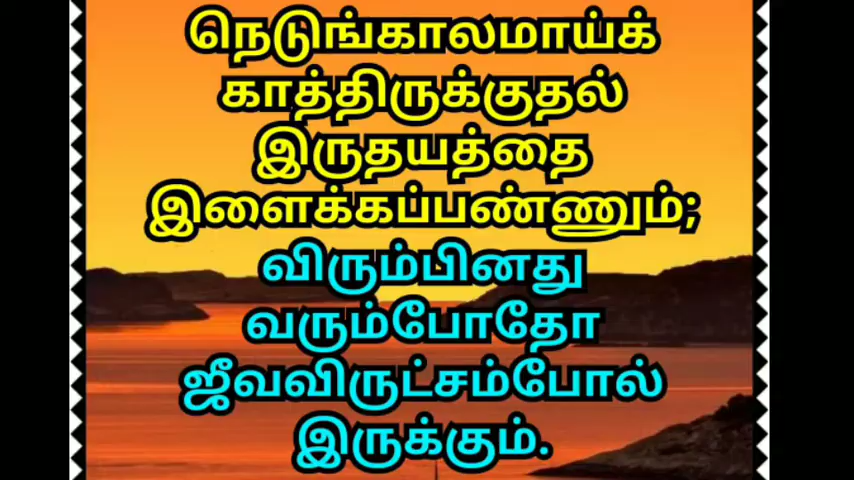 நெடுங்காலமாய்க்
காத்திருக்குதல்
இருதயத்தை
இளைக்கப்பண்ணும்;
விரும்பினது
வரும்போதோ
ஜீவவிருட்சம்போல்
இருக்கும்.